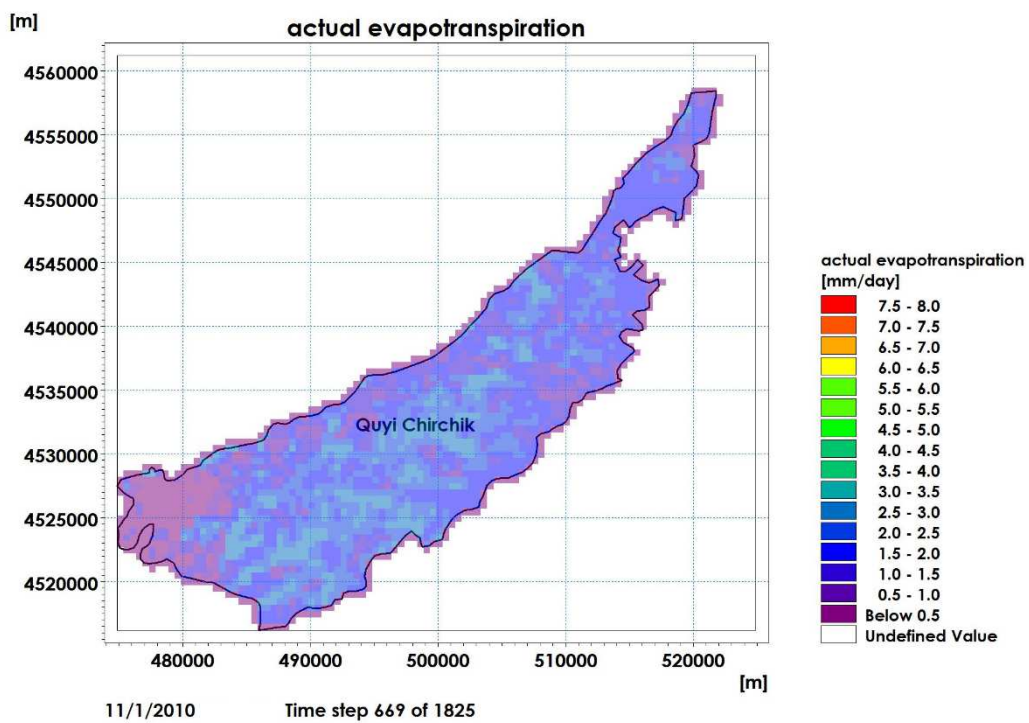 [m]
actual evapotranspiration
4560000
4555000
4550000
4545000
4540000
4535000
4530000
4525000
4520000
Quyi Chirchik
480000 490000 500000 510000 520000
[m]
11/1/2010 Time step 669 of 1825
actual evapotranspiration
[mm/day]
7.5 - 8.0
7.0 - 7.5
6.5 - 7.0
6.0 - 6.5
5.5 - 6.0
5.0 - 5.5
4.5 - 5.0
4.0 - 4.5
3.5 - 4.0
3.0 - 3.5
2.5 - 3.0
2.0 - 2.5
1.5 - 2.0
1.0 - 1.5
0.5 - 1.0
Below 0.5
Undefined Value